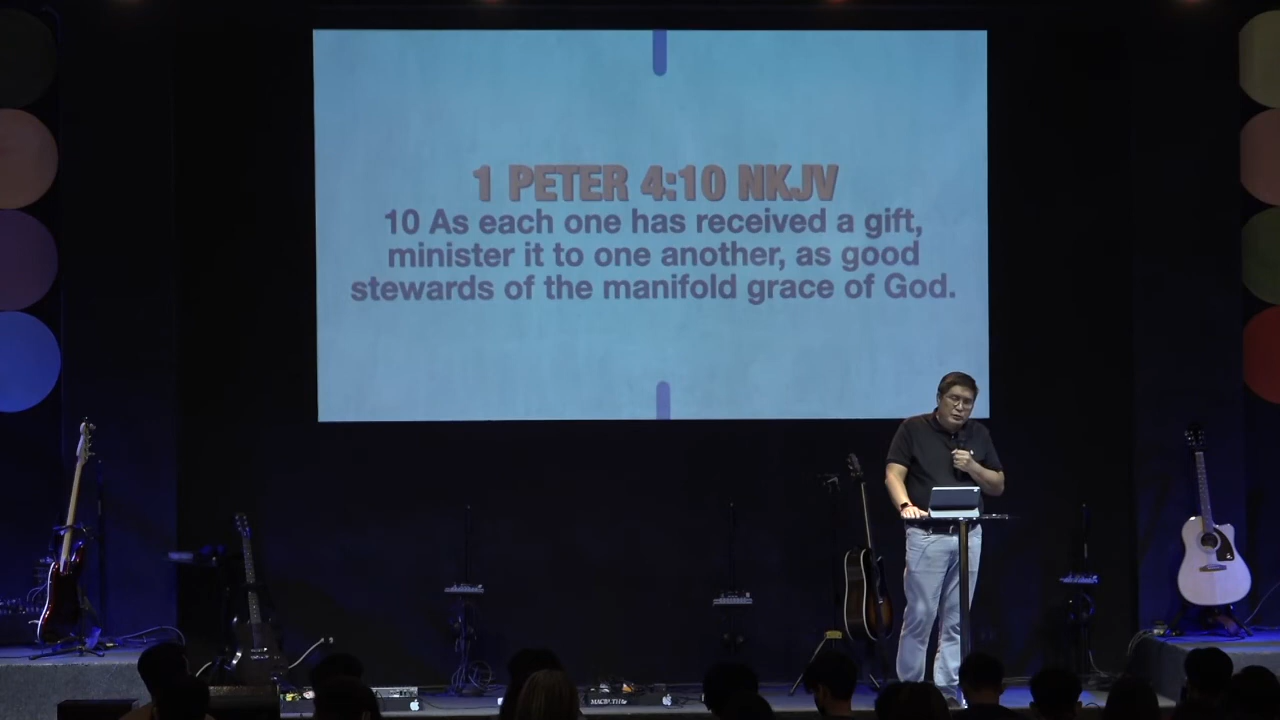 1 PETER 4:10 NKJV
10 As each one has received a gift,
minister it to one another, as good
stewards of the manifold grace of God.